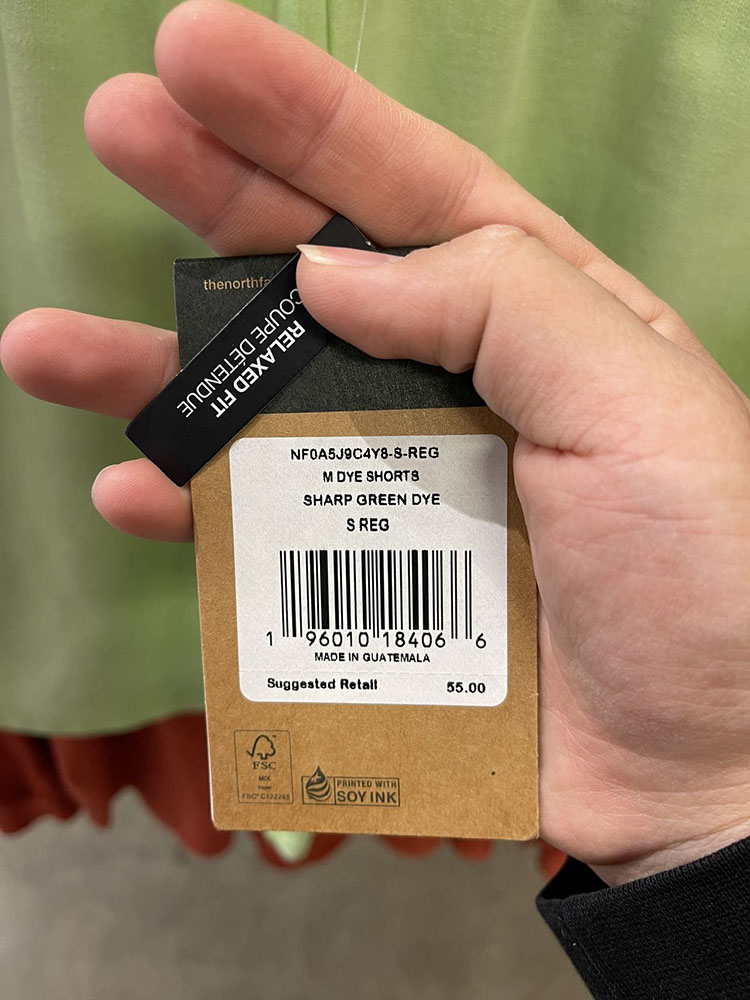 thenorthfa
RELAXED FIT
COUPE DÉTENDUE
NF0A5J9C4Y8-S-REG
M DYE SHORTS
SHARP GREEN DYE
S REG
1 96010 18406 6
MADE IN GUATEMALA
Suggested Retail 55.00
FSC
MIX
Paper
PRINTED WITH
SOY INK